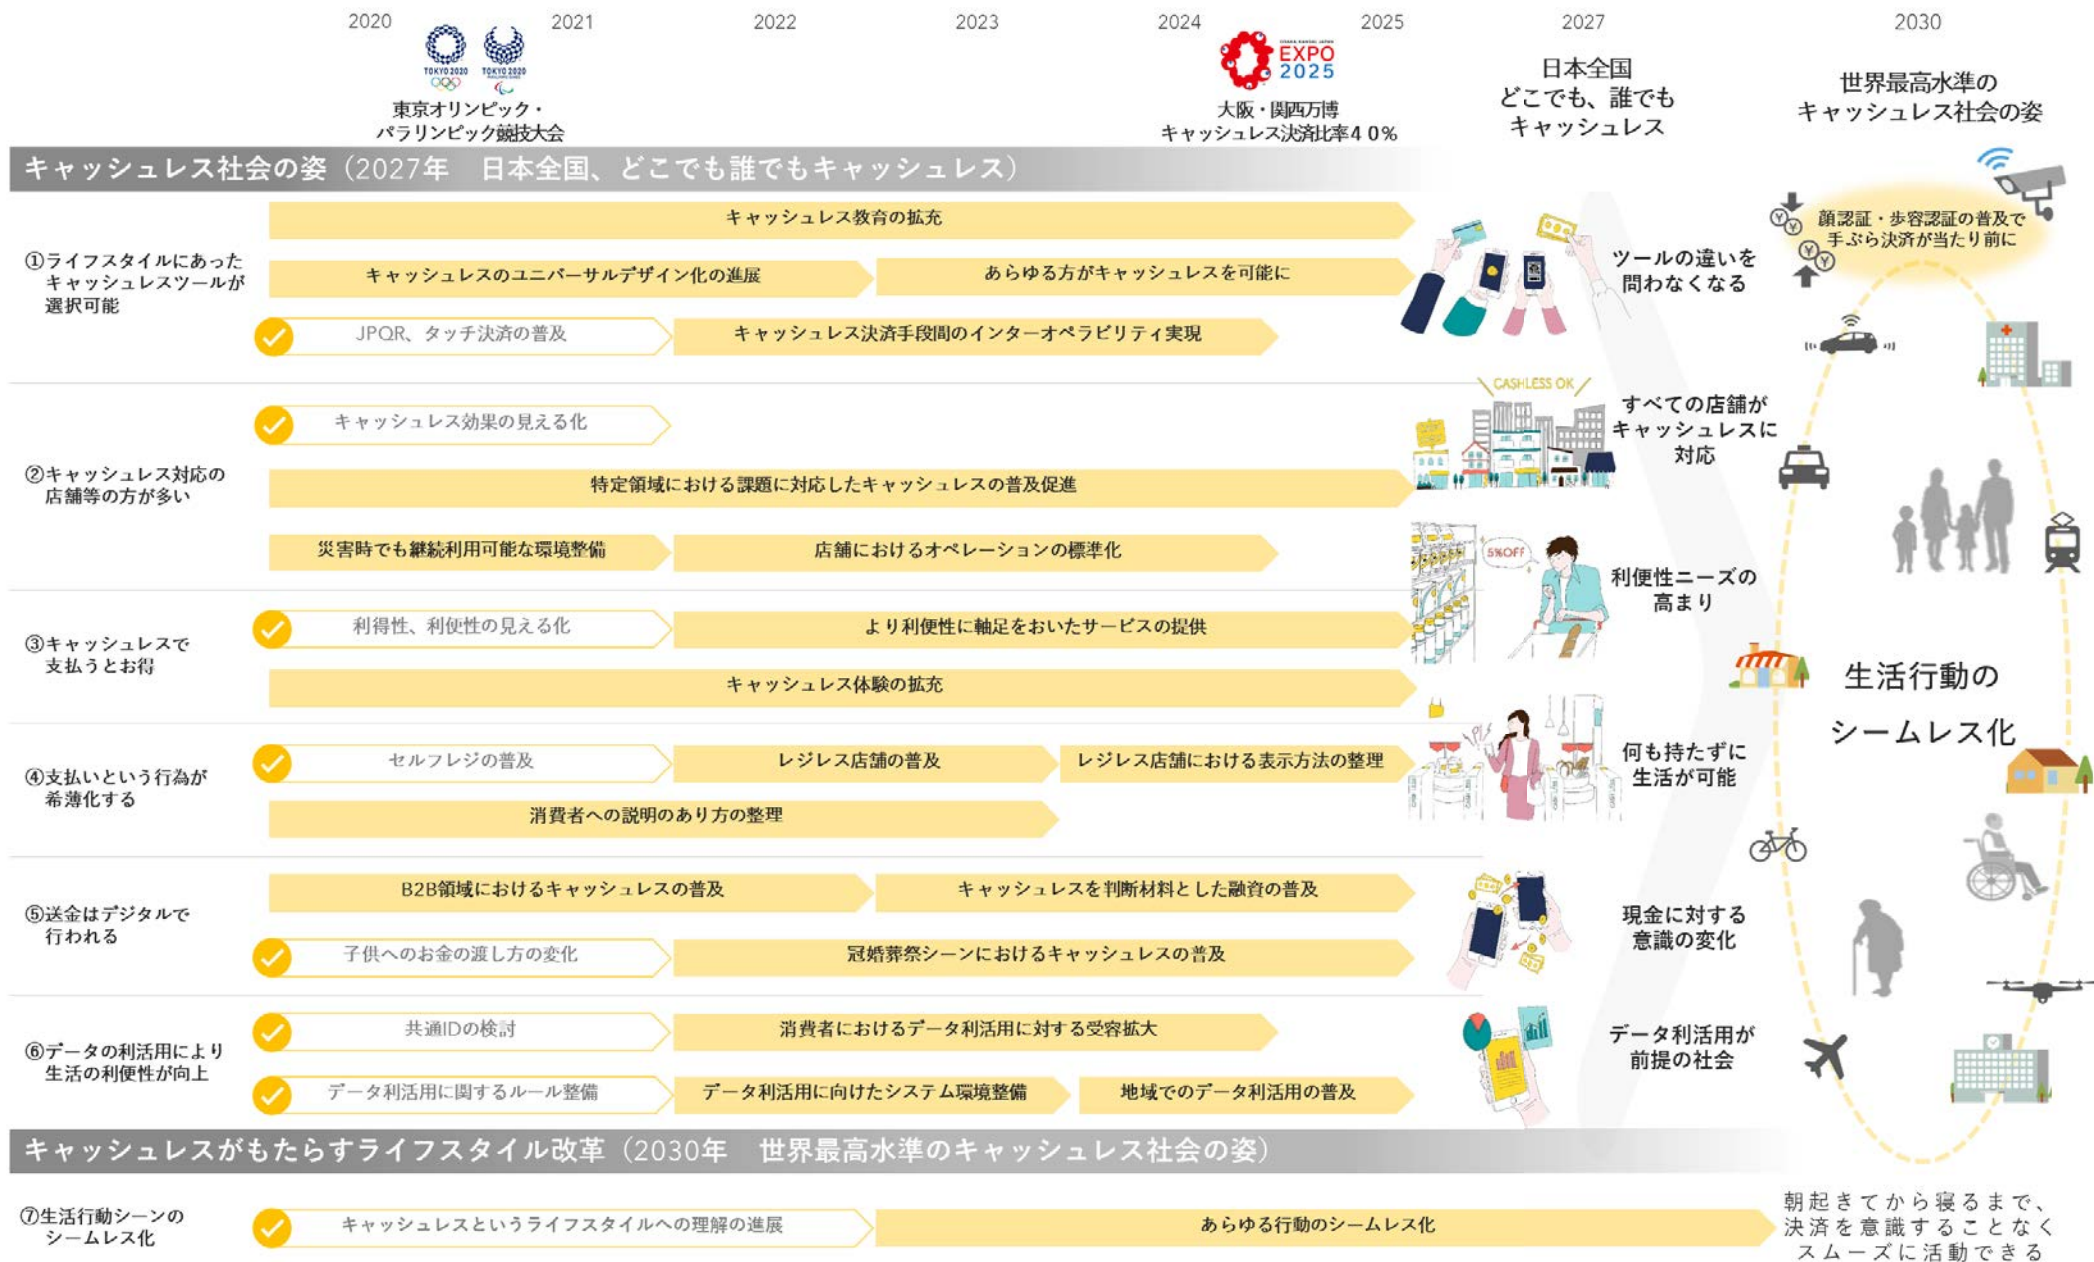 2020
2021
2022
2023
2024
2025
2027
2030
TOKYO 2020
TOKYO 2020
東京オリンピック・
パラリンピック競技大会
EXPO
2025
大阪・関西万博
キャッシュレス決済比率40%
日本全国
どこでも、誰でも
キャッシュレス
世界最高水準の
キャッシュレス社会の姿
キャッシュレス社会の姿（2027年　日本全国、どこでも誰でもキャッシュレス）
①ライフスタイルにあった
キャッシュレスツールが
選択可能
キャッシュレス教育の拡充
キャッシュレスのユニバーサルデザイン化の進展
あらゆる方がキャッシュレスを可能に
JPQR、タッチ決済の普及
キャッシュレス決済手段間のインターオペラビリティ実現
ツールの違いを
問わなくなる
顔認証・歩容認証の普及で
手ぶら決済が当たり前に
②キャッシュレス対応の
店舗等の方が多い
キャッシュレス効果の見える化
特定領域における課題に対応したキャッシュレスの普及促進
災害時でも継続利用可能な環境整備
店舗におけるオペレーションの標準化
CASHLESS OK
すべての店舗が
キャッシュレスに
対応
③キャッシュレスで
支払うとお得
利得性、利便性の見える化
より利便性に軸足をおいたサービスの提供
キャッシュレス体験の拡充
5%OFF
利便性ニーズの
高まり
生活行動の
シームレス化
④支払いという行為が
希薄化する
セルフレジの普及
レジレス店舗の普及
レジレス店舗における表示方法の整理
消費者への説明のあり方の整理
何も持たずに
生活が可能
⑤送金はデジタルで
行われる
B2B領域におけるキャッシュレスの普及
キャッシュレスを判断材料とした融資の普及
子供へのお金の渡し方の変化
冠婚葬祭シーンにおけるキャッシュレスの普及
現金に対する
意識の変化
⑥データの利活用により
生活の利便性が向上
共通IDの検討
消費者におけるデータ利活用に対する受容拡大
データ利活用に関するルール整備
データ利活用に向けたシステム環境整備
地域でのデータ利活用の普及
データ利活用が
前提の社会
キャッシュレスがもたらすライフスタイル改革（2030年　世界最高水準のキャッシュレス社会の姿）
⑦生活行動シーンの
シームレス化
キャッシュレスというライフスタイルへの理解の進展
あらゆる行動のシームレス化
朝起きてから寝るまで、
決済を意識することなく
スムーズに活動できる